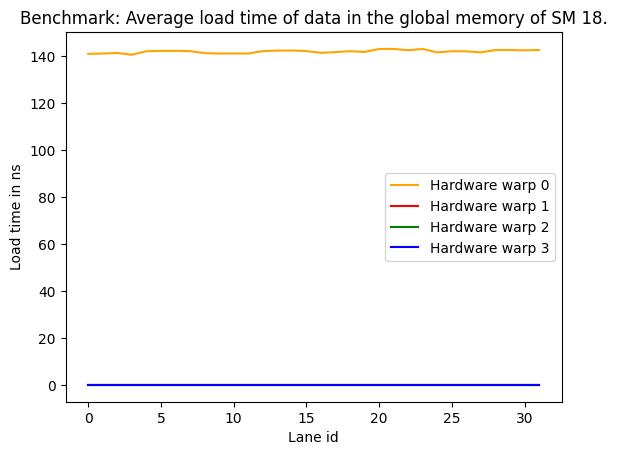 Benchmark: Average load time of data in the global memory of SM 18.
Load time in ns
140
120
100
80
60
40
20
0
Hardware warp 0
Hardware warp 1
Hardware warp 2
Hardware warp 3
0 5 10 15 20 25 30
Lane id